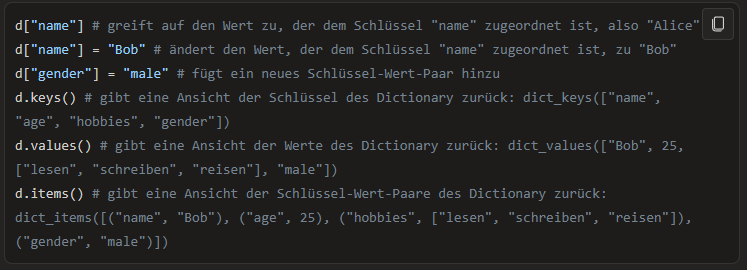 d["name"] # greift auf den Wert zu, der dem Schlüssel "name" zugeordnet ist, also "Alice"
d["name"] = "Bob" # ändert den Wert, der dem Schlüssel "name" zugeordnet ist, zu "Bob"
d["gender"] = "male" # fügt ein neues Schlüssel-Wert-Paar hinzu
d.keys() # gibt eine Ansicht der Schlüssel des Dictionary zurück: dict_keys(["name",
"age", "hobbies", "gender"])
d.values() # gibt eine Ansicht der Werte des Dictionary zurück: dict_values(["Bob", 25,
["lesen", "schreiben", "reisen"], "male"])
d.items() # gibt eine Ansicht der Schlüssel-Wert-Paare des Dictionary zurück:
dict_items([("name", "Bob"), ("age", 25), ("hobbies", ["lesen", "schreiben", "reisen"]),
("gender", "male")])